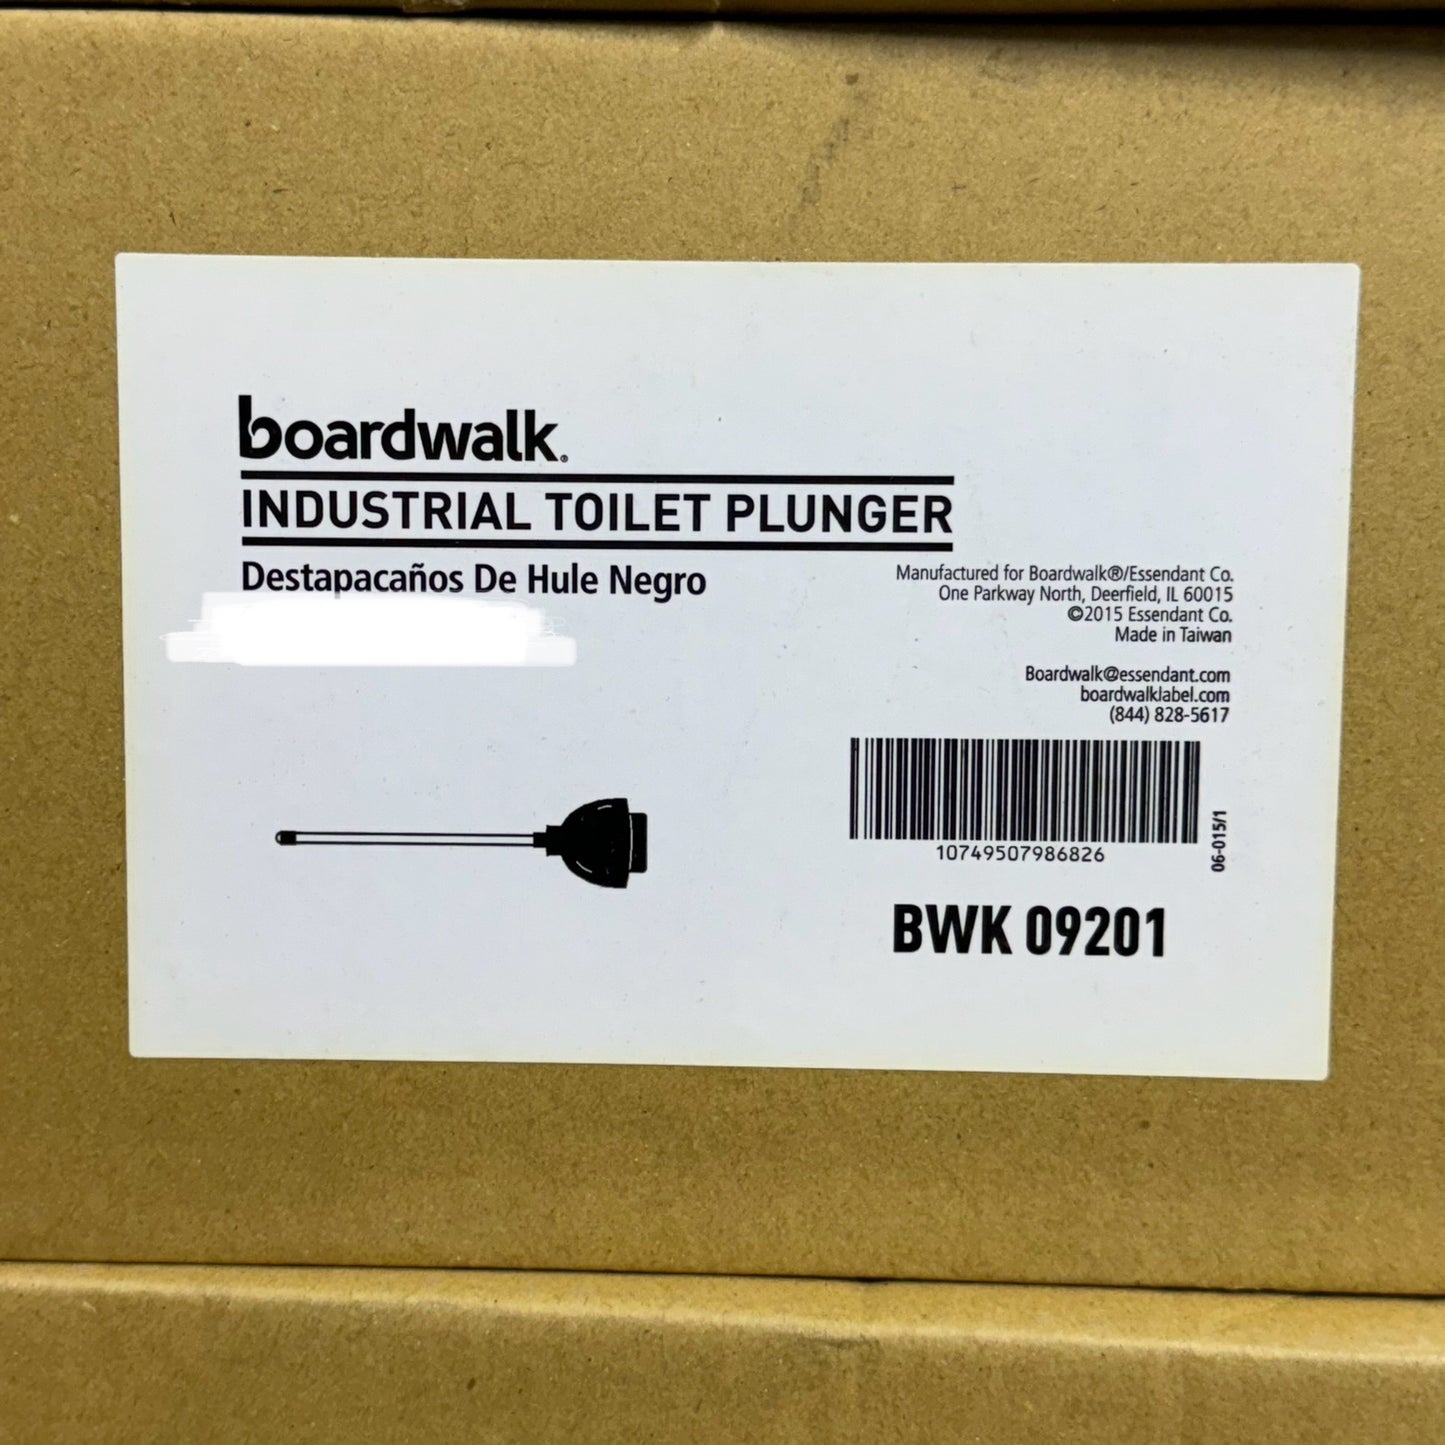 boardwalk®
INDUSTRIAL TOILET PLUNGER
Destapacaños De Hule Negro
Manufactured for Boardwalk®/Essendant Co.
One Parkway North, Deerfield, IL 60015
©2015 Essendant Co.
Made in Taiwan
Boardwalk@essendant.com
boardwalklabel.com
(844) 828-5617
10749507986826
06-015/1
BWK 09201